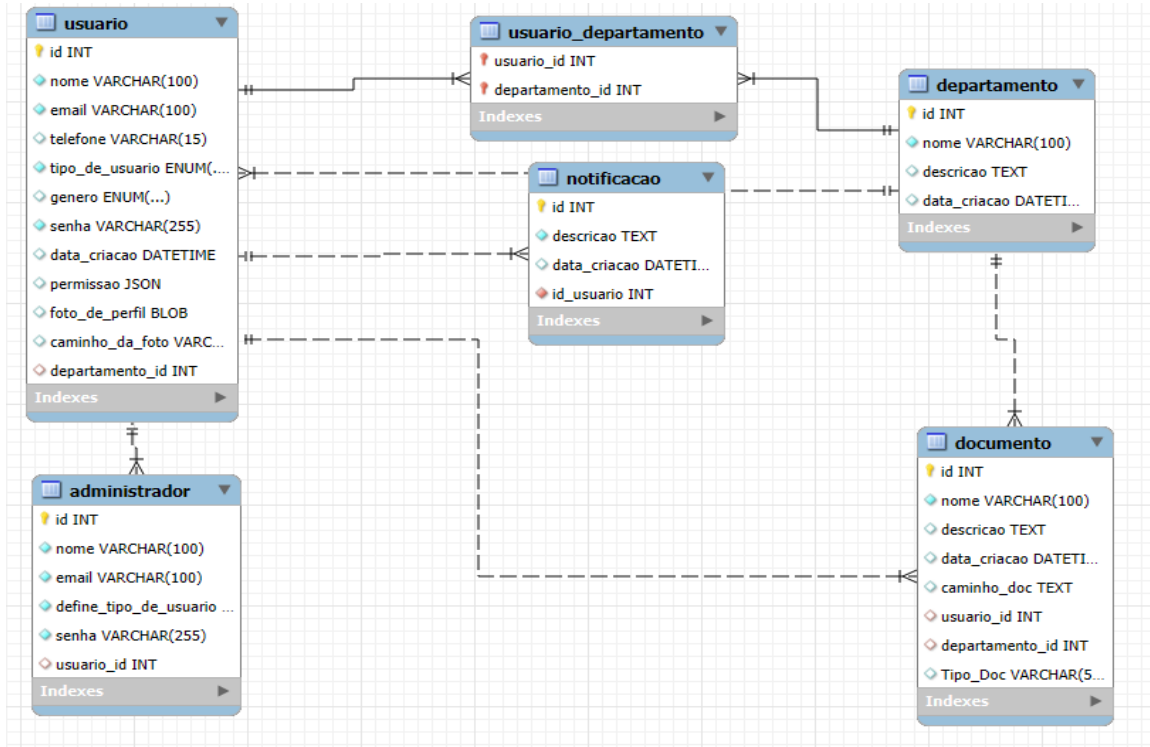 usuario
id INT
nome VARCHAR(100)
email VARCHAR(100)
telefone VARCHAR(15)
tipo_de_usuario ENUM(....
genero ENUM(...)
senha VARCHAR(255)
data_criacao DATETIME
permissao JSON
foto_de_perfil BLOB
caminho_da_foto VARC...
departamento_id INT
Indexes
usuario_departamento
usuario_id INT
departamento_id INT
Indexes
departamento
id INT
nome VARCHAR(100)
descricao TEXT
data_criacao DATETI...
Indexes
notificacao
id INT
descricao TEXT
data_criacao DATETI...
id_usuario INT
Indexes
administrador
id INT
nome VARCHAR(100)
email VARCHAR(100)
define_tipo_de_usuario ...
senha VARCHAR(255)
usuario_id INT
Indexes
documento
id INT
nome VARCHAR(100)
descricao TEXT
data_criacao DATETI...
caminho_doc TEXT
usuario_id INT
departamento_id INT
Tipo_Doc VARCHAR(5...
Indexes